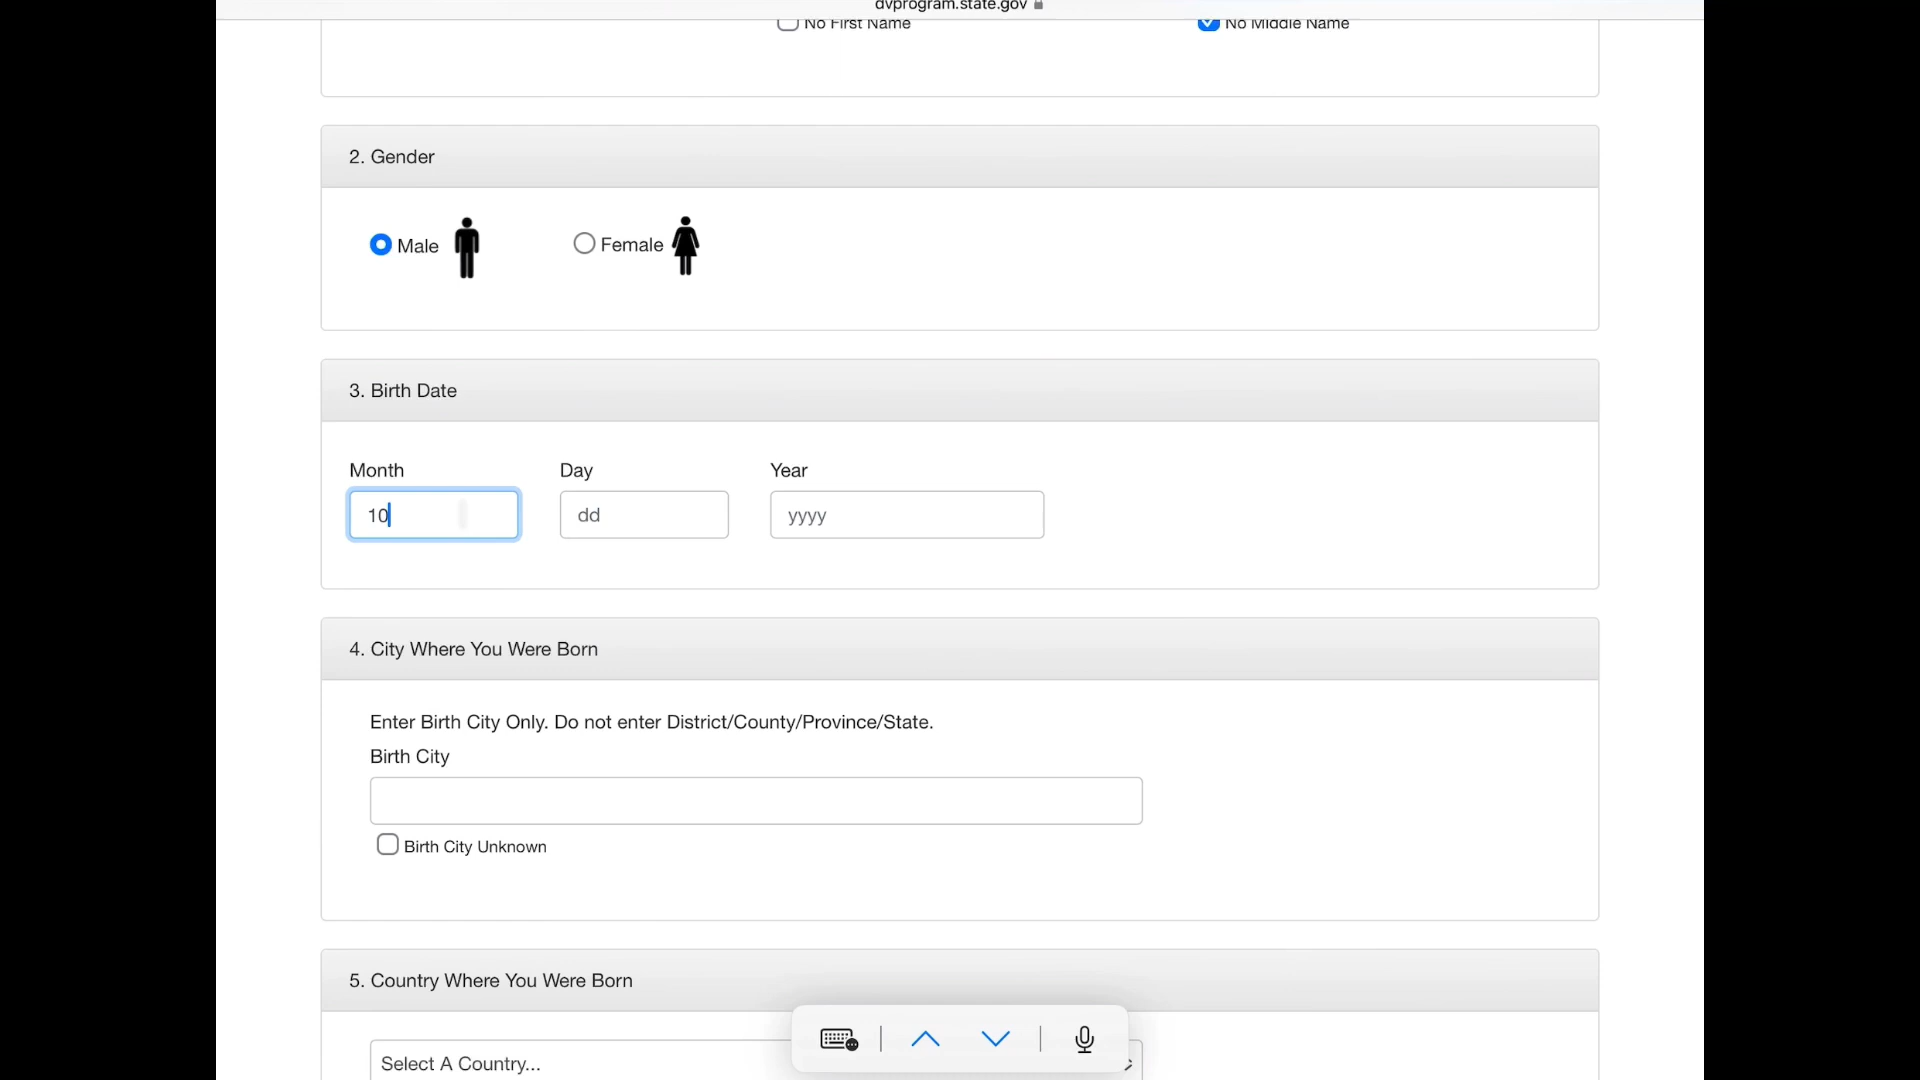 dvprogram.state.gov
No First Name No Middle Name
2. Gender
Male Female
3. Birth Date
Month Day Year
10 dd yyyy
4. City Where You Were Born
Enter Birth City Only. Do not enter District/County/Province/State.
Birth City
Birth City Unknown
5. Country Where You Were Born
Select A Country...